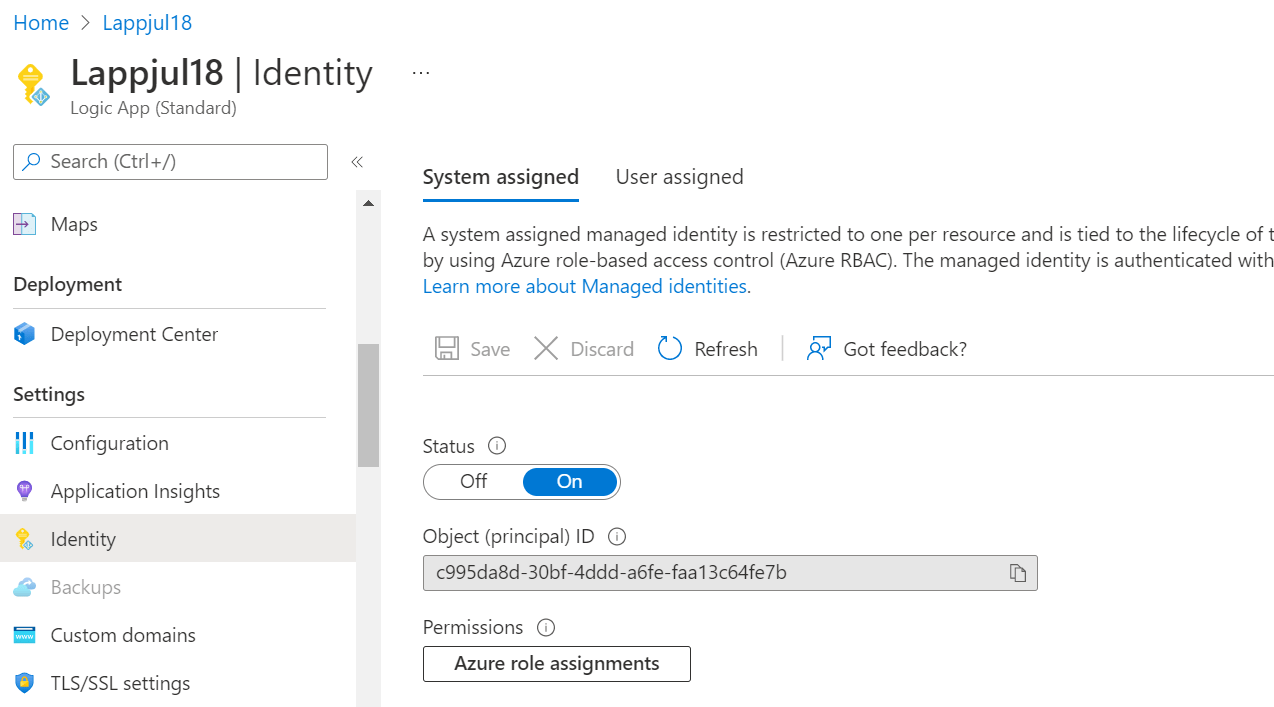 Home > Lappjul18
Lappjul18 | Identity ...
Logic App (Standard)
Search (Ctrl+/)
«
Maps
Deployment
Deployment Center
Settings
Configuration
Application Insights
Identity
Backups
Custom domains
TLS/SSL settings
System assigned User assigned
A system assigned managed identity is restricted to one per resource and is tied to the lifecycle of t
by using Azure role-based access control (Azure RBAC). The managed identity is authenticated with
Learn more about Managed identities.
Save Discard Refresh Got feedback?
Status
Off On
Object (principal) ID
c995da8d-30bf-4ddd-a6fe-faa13c64fe7b
Permissions
Azure role assignments